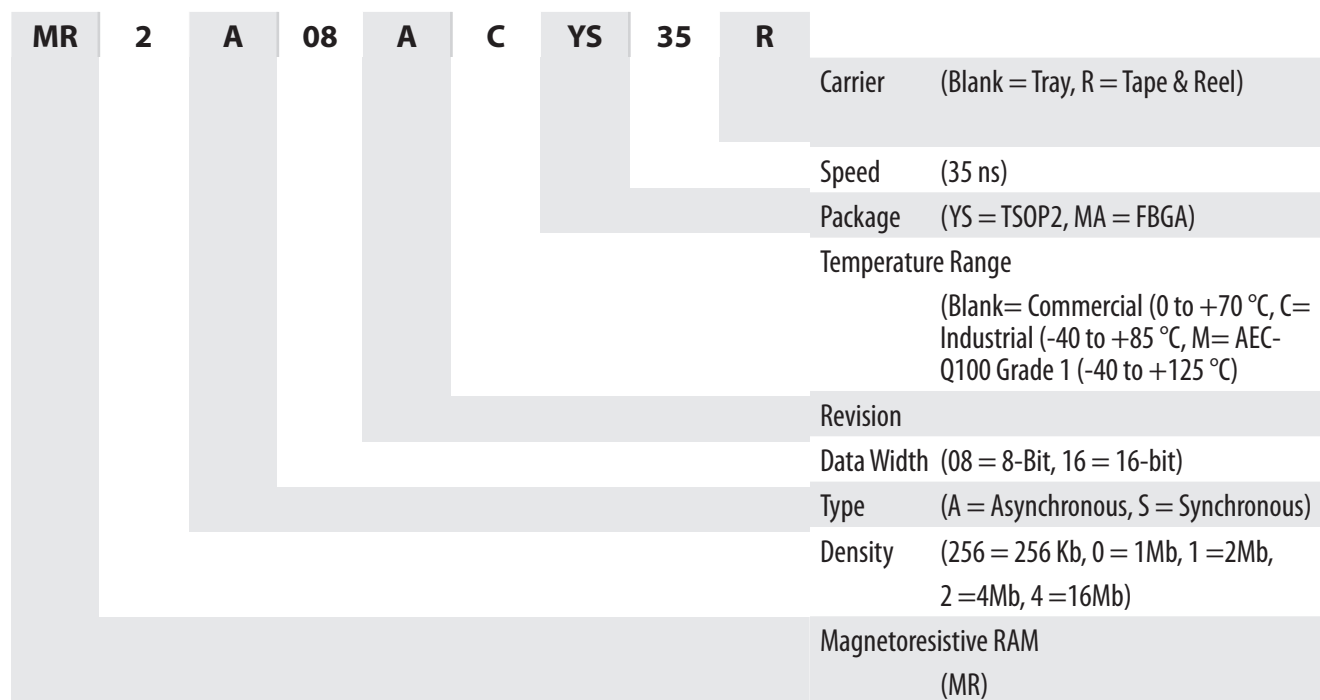 MR 2 A 08 A C YS 35 R
Carrier (Blank = Tray, R = Tape & Reel)
Speed (35 ns)
Package (YS = TSOP2, MA = FBGA)
Temperature Range
(Blank= Commercial (0 to +70 °C, C=
Industrial (-40 to +85 °C, M= AEC-
Q100 Grade 1 (-40 to +125 °C)
Revision
Data Width (08 = 8-Bit, 16 = 16-bit)
Type (A = Asynchronous, S = Synchronous)
Density (256 = 256 Kb, 0 = 1Mb, 1 =2Mb,
2 =4Mb, 4 =16Mb)
Magnetoresistive RAM
(MR)